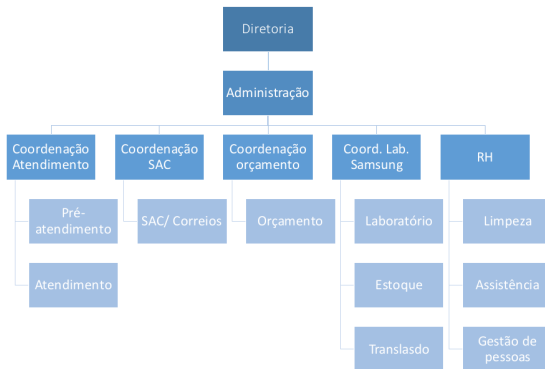 Diretoria
Administração
Coordenação
Atendimento
Coordenação
SAC
Coordenação
orçamento
Coord. Lab.
Samsung
RH
Pré-
atendimento
SAC/ Correios
Orçamento
Laboratório
Limpeza
Atendimento
Estoque
Assistência
Translasdo
Gestão de
pessoas